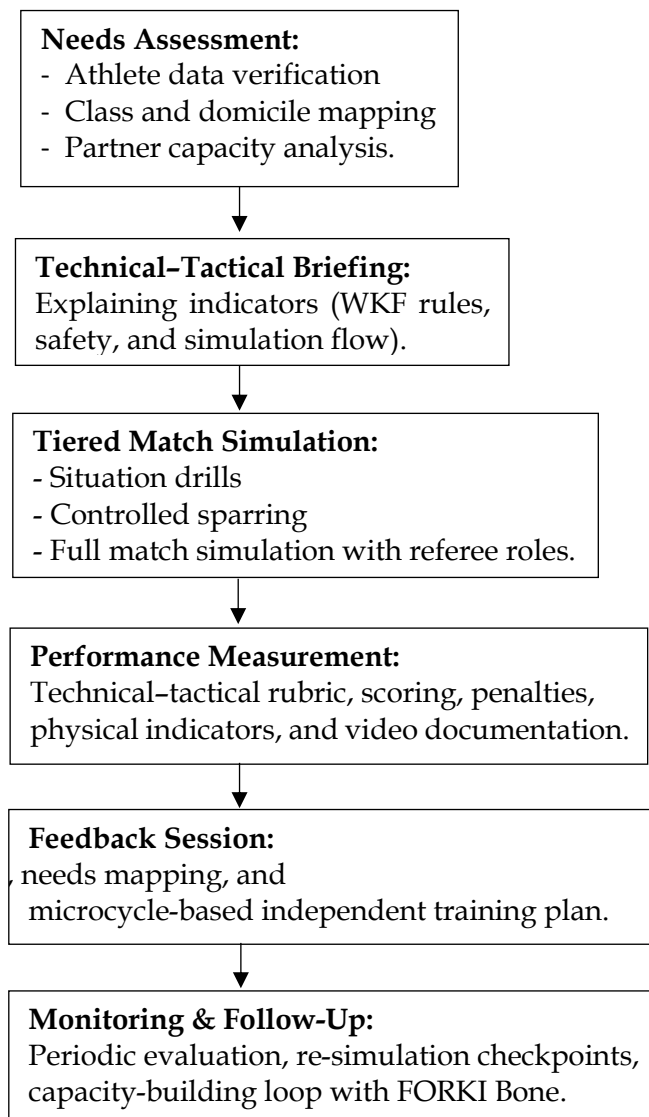 Needs Assessment:
- Athlete data verification
- Class and domicile mapping
- Partner capacity analysis.
Technical–Tactical Briefing:
Explaining indicators (WKF rules,
safety, and simulation flow).
Tiered Match Simulation:
- Situation drills
- Controlled sparring
- Full match simulation with referee roles.
Performance Measurement:
Technical–tactical rubric, scoring, penalties,
physical indicators, and video documentation.
Feedback Session:
, needs mapping, and
microcycle-based independent training plan.
Monitoring & Follow-Up:
Periodic evaluation, re-simulation checkpoints,
capacity-building loop with FORKI Bone.